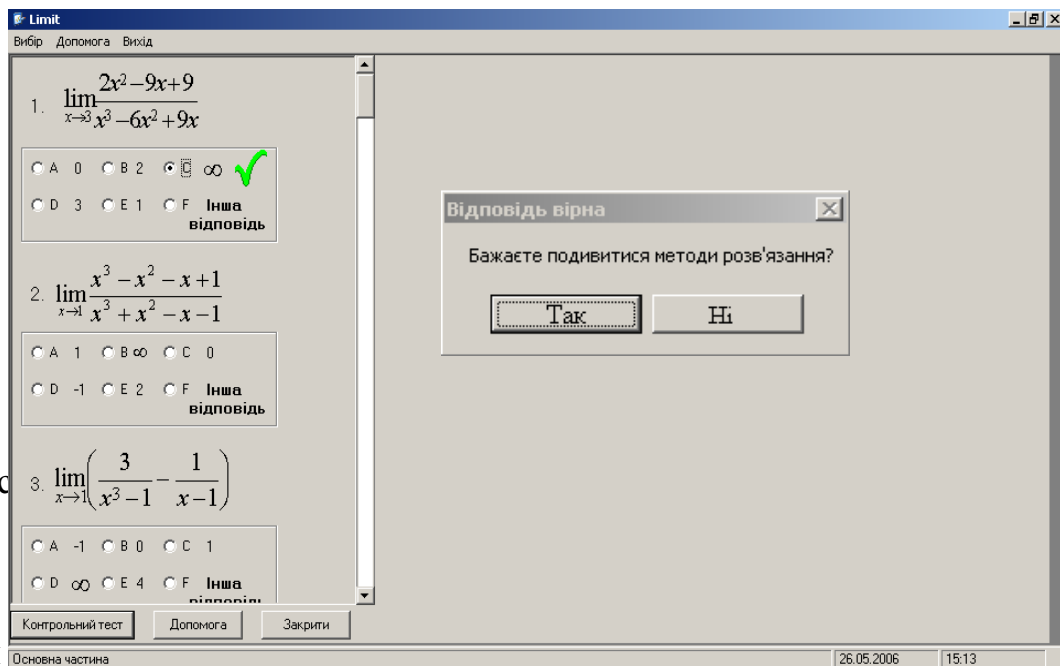 Limit
Вибір Допомога Вихід
1. lim x→3 (2x²−9x+9)/(x³−6x²+9x)
A 0 B 2 C ∞
D 3 E 1 F Інша
відповідь
2. lim x→1 (x³−x²−x+1)/(x³+x²−x−1)
A 1 B ∞ C 0
D -1 E 2 F Інша
відповідь
3. lim x→1 (3/(x³−1) − 1/(x−1))
A -1 B 0 C 1
D ∞ E 4 F Інша
відповідь
Відповідь вірна
Бажаєте подивитися методи розв'язання?
Так Ні
Контрольний тест Допомога Закрити
Основна частина 26.05.2006 15:13